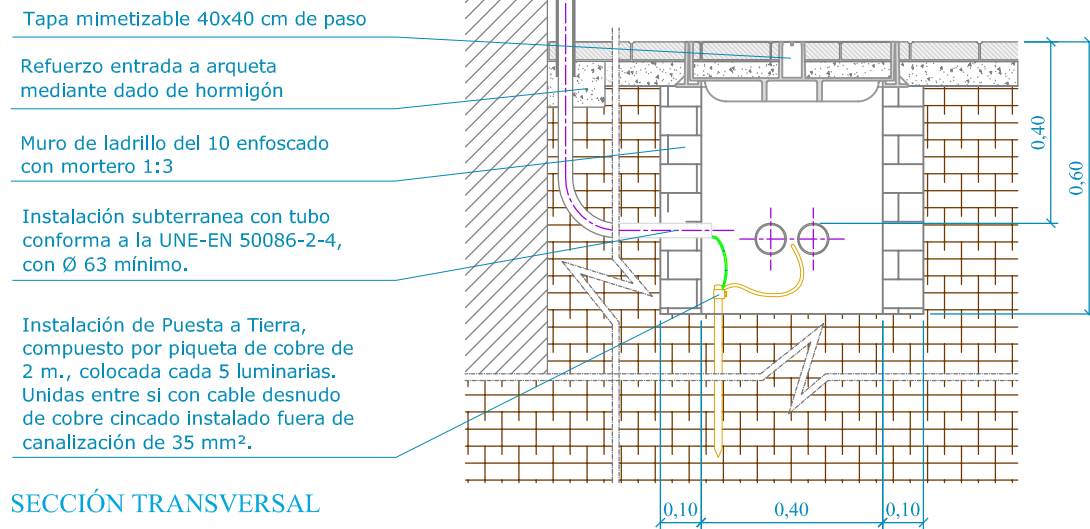 Tapa mimetizable 40x40 cm de paso
Refuerzo entrada a arqueta
mediante dado de hormigón
Muro de ladrillo del 10 enfoscado
con mortero 1:3
Instalación subterranea con tubo
conforma a la UNE-EN 50086-2-4,
con Ø 63 mínimo.
Instalación de Puesta a Tierra,
compuesto por piqueta de cobre de
2 m., colocada cada 5 luminarias.
Unidas entre si con cable desnudo
de cobre cincado instalado fuera de
canalización de 35 mm².
SECCIÓN TRANSVERSAL
0,40
0,60
0,10
0,40
0,10